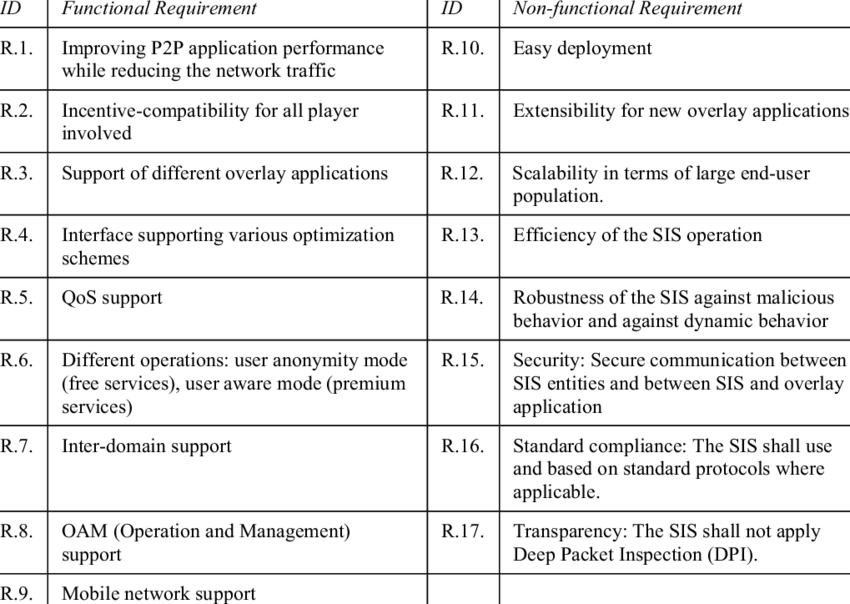 ID Functional Requirement ID Non-functional Requirement
R.1. Improving P2P application performance R.10. Easy deployment
while reducing the network traffic
R.2. Incentive-compatibility for all player R.11. Extensibility for new overlay applications
involved
R.3. Support of different overlay applications R.12. Scalability in terms of large end-user
population.
R.4. Interface supporting various optimization R.13. Efficiency of the SIS operation
schemes
R.5. QoS support R.14. Robustness of the SIS against malicious
behavior and against dynamic behavior
R.6. Different operations: user anonymity mode R.15. Security: Secure communication between
(free services), user aware mode (premium SIS entities and between SIS and overlay
services) application
R.7. Inter-domain support R.16. Standard compliance: The SIS shall use
and based on standard protocols where
applicable.
R.8. OAM (Operation and Management) R.17. Transparency: The SIS shall not apply
support Deep Packet Inspection (DPI).
R.9. Mobile network support